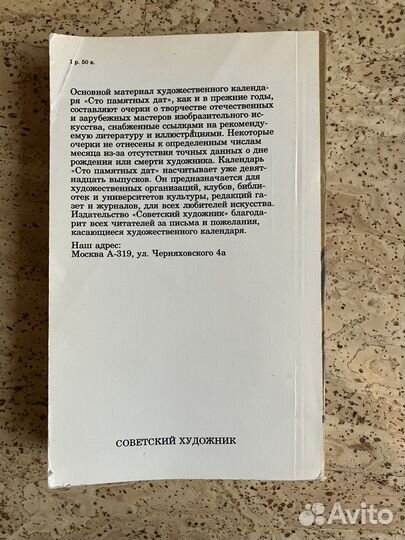 1 р. 50 к.
Основной материал художественного календа-
ря «Сто памятных дат», как и в прежние годы,
составляют очерки о творчестве отечественных
и зарубежных мастеров изобразительного ис-
кусства, снабженные ссылками на рекоменду-
емую литературу и иллюстрациями. Некоторые
очерки не отнесены к определенным числам
месяца из-за отсутствия точных данных о дне
рождения или смерти художника. Календарь
«Сто памятных дат» насчитывает уже девят-
надцать выпусков. Он предназначается для
художественных организаций, клубов, библи-
отек и университетов культуры, редакций га-
зет и журналов, для всех любителей искусства.
Издательство «Советский художник» благода-
рит всех читателей за письма и пожелания,
касающиеся художественного календаря.
Наш адрес:
Москва А-319, ул. Черняховского 4а
СОВЕТСКИЙ ХУДОЖНИК
Avito